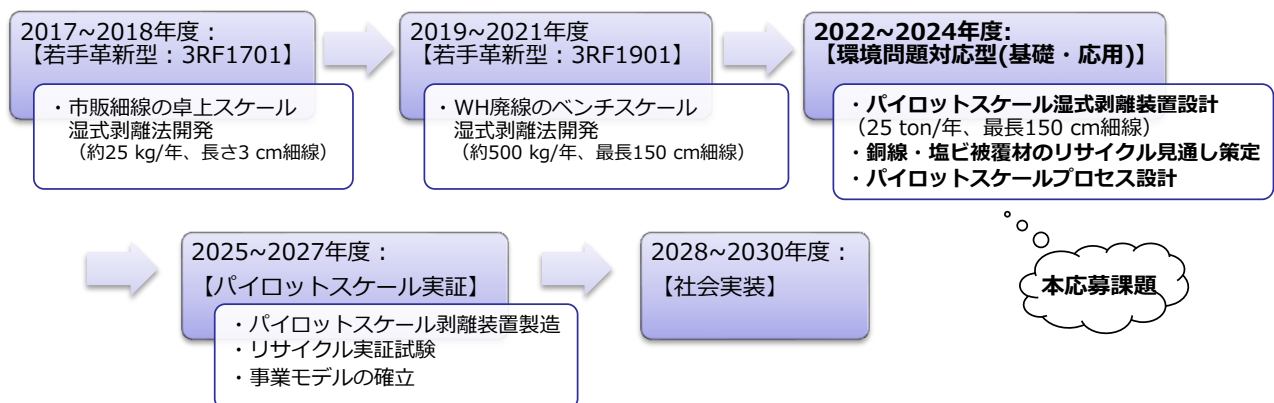 2017~2018年度：
【若手革新型：3RF1701】
・市販細線の卓上スケール
湿式剥離法開発
（約25 kg/年、長さ3 cm細線）
2019~2021年度
【若手革新型：3RF1901】
・WH廃線のベンチスケール
湿式剥離法開発
（約500 kg/年、最長150 cm細線）
2022~2024年度:
【環境問題対応型(基礎・応用)】
・パイロットスケール湿式剥離装置設計
（25 ton/年、最長150 cm細線）
・銅線・塩ビ被覆材のリサイクル見通し策定
・パイロットスケールプロセス設計
本応募課題
2025~2027年度：
【パイロットスケール実証】
・パイロットスケール剥離装置製造
・リサイクル実証試験
・事業モデルの確立
2028~2030年度：
【社会実装】